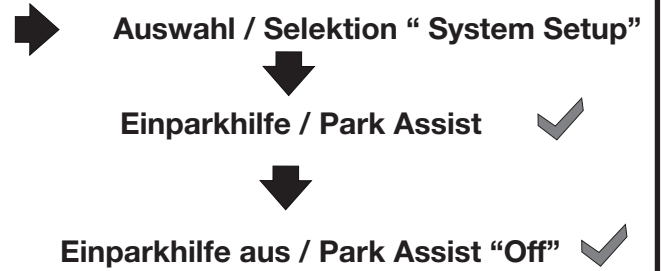 Auswahl / Selektion “ System Setup”
Einparkhilfe / Park Assist
Einparkhilfe aus / Park Assist “Off”